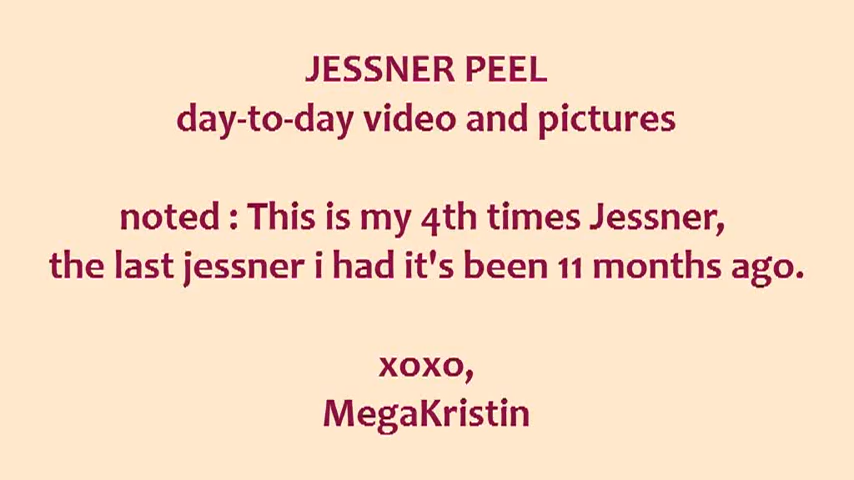 JESSNER PEEL
day-to-day video and pictures
noted : This is my 4th times Jessner,
the last jessner i had it's been 11 months ago.
xoxo,
MegaKristin